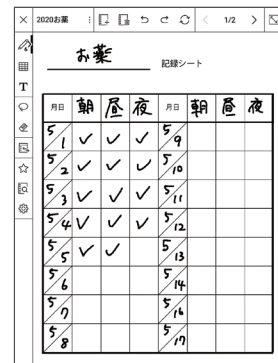 2020お薬 1/2
お薬 記録シート
月日 朝 昼 夜 月日 朝 昼 夜
5/1 ✓ ✓ ✓ 5/9
5/2 ✓ ✓ ✓ 5/10
5/3 ✓ ✓ ✓ 5/11
5/4 ✓ ✓ ✓ 5/12
5/5 ✓ ✓ 5/13
5/6 5/14
5/7 5/16
5/8 5/17